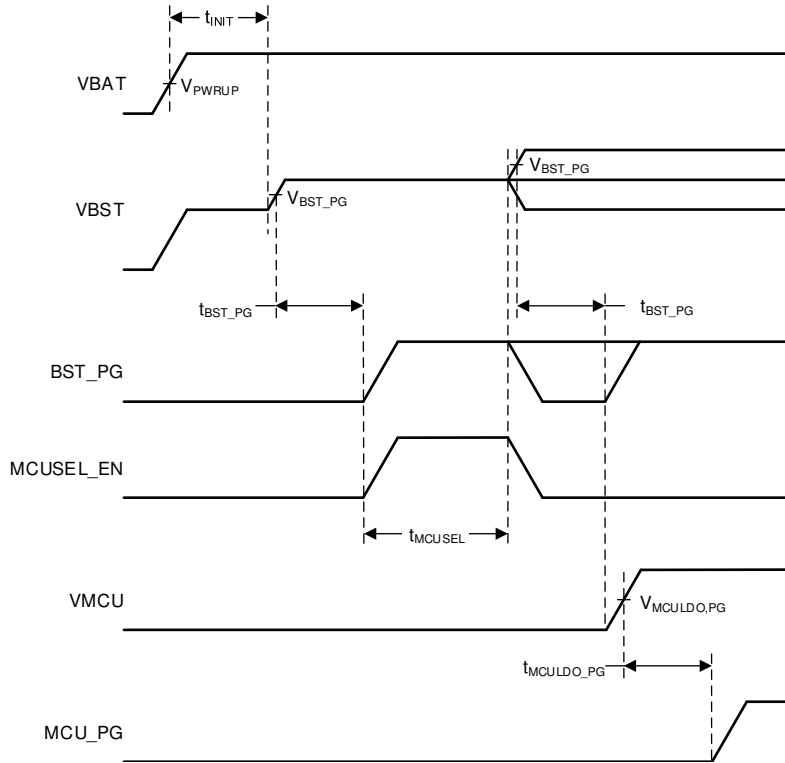 tINIT
VBAT
VPWRUP
VBST_PG
VBST
VBST_PG
tBST_PG
tBST_PG
BST_PG
MCUSEL_EN
tMCUSEL
VMCU
VMCULDO,PG
tMCULDO_PG
MCU_PG